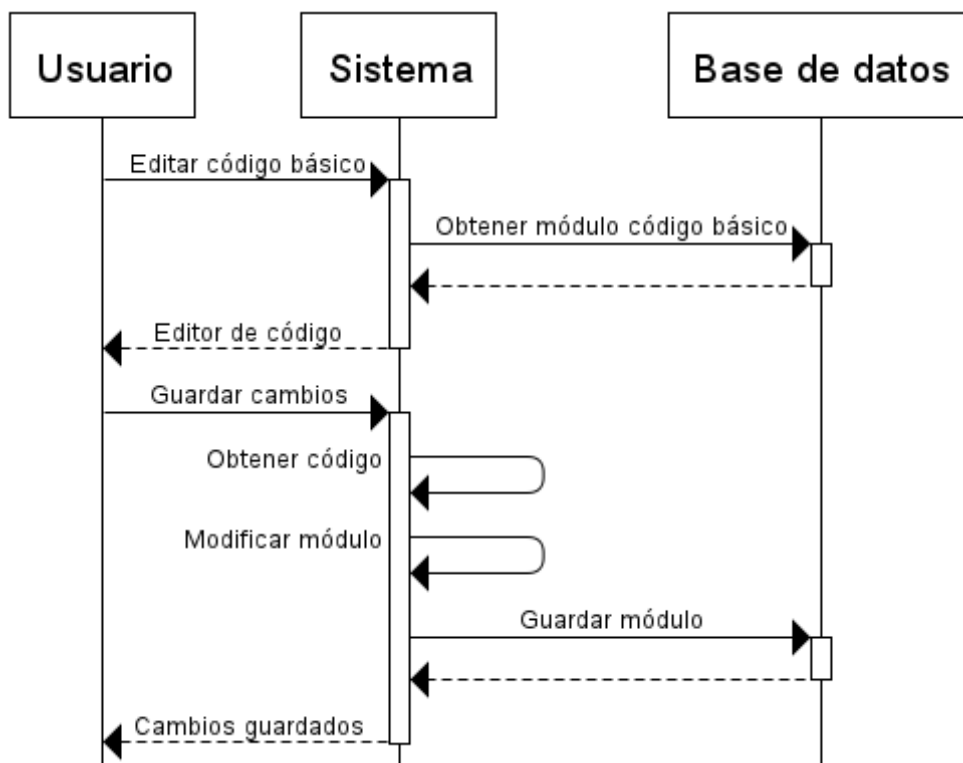 Usuario
Sistema
Base de datos
Editar código básico
Obtener módulo código básico
Editor de código
Guardar cambios
Obtener código
Modificar módulo
Guardar módulo
Cambios guardados